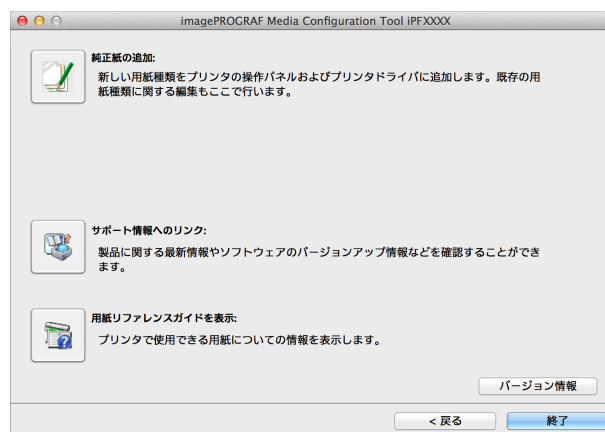 imagePROGRAF Media Configuration Tool iPFXXXX
純正紙の追加:
新しい用紙種類をプリンタの操作パネルおよびプリンタドライバに追加します。既存の用
紙種類に関する編集もここで行います。
サポート情報へのリンク:
製品に関する最新情報やソフトウェアのバージョンアップ情報などを確認することができ
ます。
用紙リファレンスガイドを表示:
プリンタで使用できる用紙についての情報を表示します。
バージョン情報
< 戻る
終了